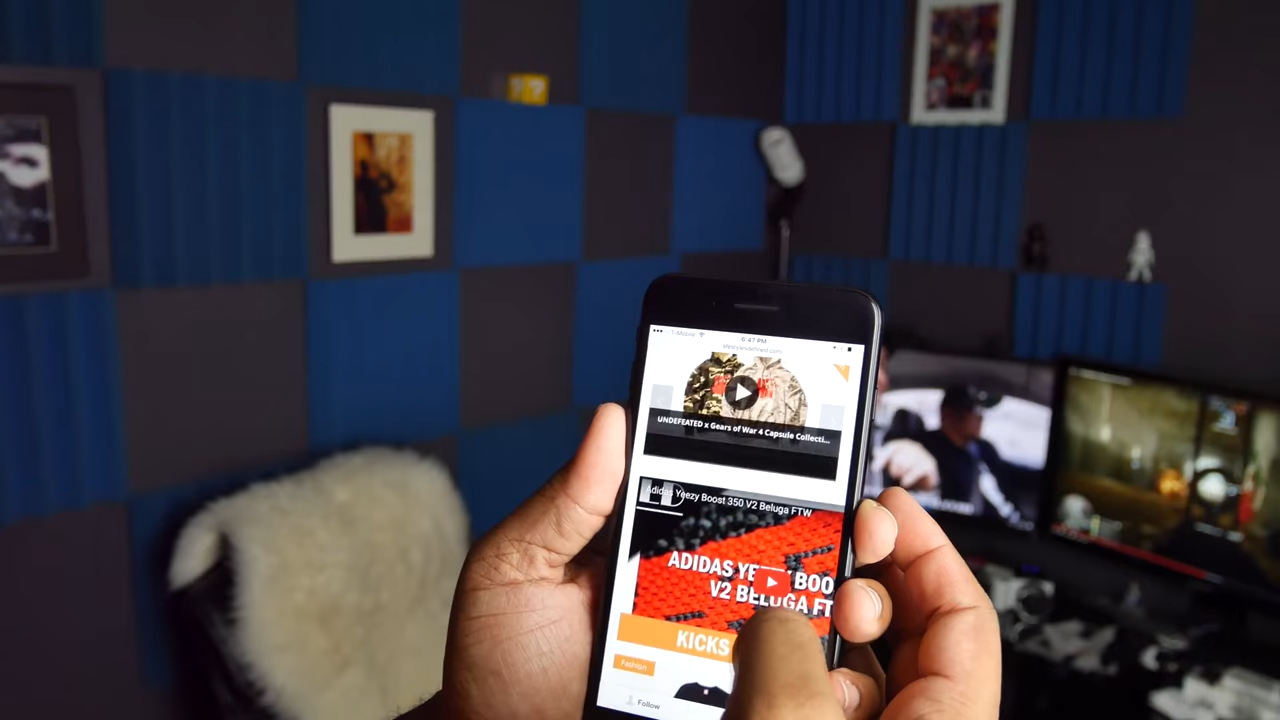 T-Mobile
6:47 PM
UNDEFEATED x Gears of War 4 Capsule Collecti...
Adidas Yeezy Boost 350 V2 Beluga FTW
ADIDAS YE BOO
V2 BELUGA FT
KICKS
Fashion
Follow